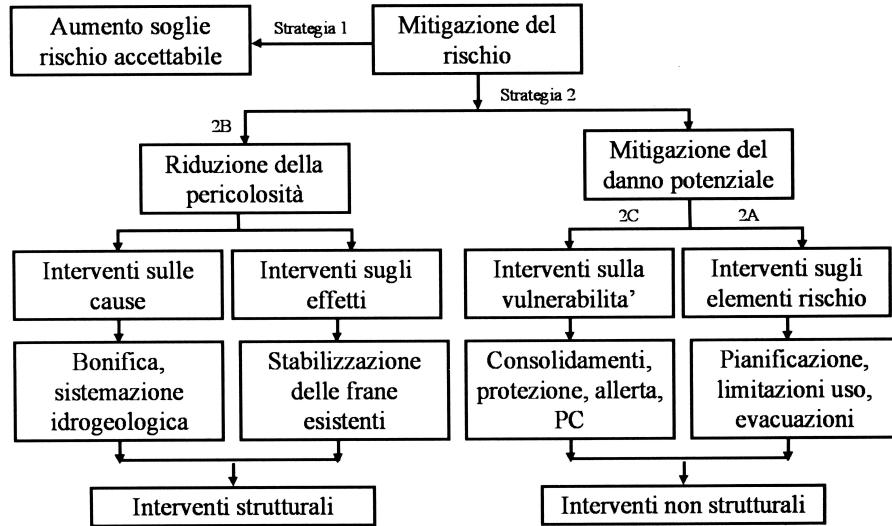 Aumento soglie
rischio accettabile
Strategia 1
Mitigazione del
rischio
Strategia 2
2B
Riduzione della
pericolosità
Mitigazione del
danno potenziale
2C
2A
Interventi sulle
cause
Interventi sugli
effetti
Interventi sulla
vulnerabilita'
Interventi sugli
elementi rischio
Bonifica,
sistemazione
idrogeologica
Stabilizzazione
delle frane
esistenti
Consolidamenti,
protezione, allerta,
PC
Pianificazione,
limitazioni uso,
evacuazioni
Interventi strutturali
Interventi non strutturali